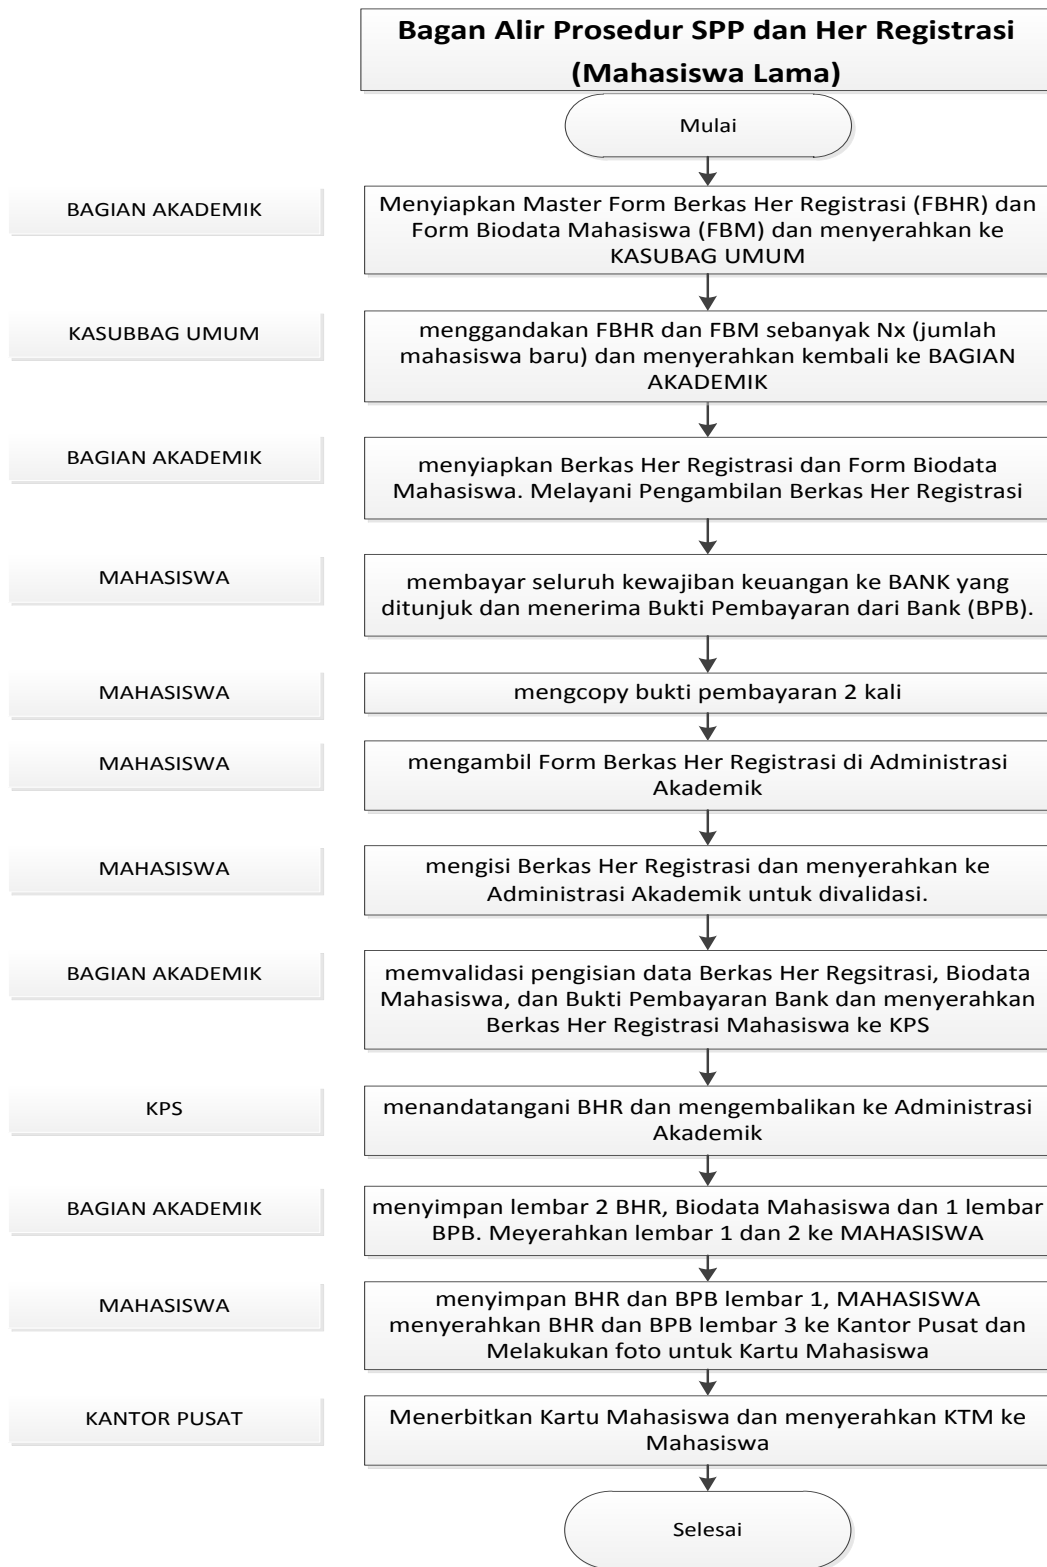 Bagan Alir Prosedur SPP dan Her Registrasi
(Mahasiswa Lama)
Mulai
BAGIAN AKADEMIK
Menyiapkan Master Form Berkas Her Registrasi (FBHR) dan
Form Biodata Mahasiswa (FBM) dan menyerahkan ke
KASUBAG UMUM
KASUBBAG UMUM
menggandakan FBHR dan FBM sebanyak Nx (jumlah
mahasiswa baru) dan menyerahkan kembali ke BAGIAN
AKADEMIK
BAGIAN AKADEMIK
menyiapkan Berkas Her Registrasi dan Form Biodata
Mahasiswa. Melayani Pengambilan Berkas Her Registrasi
MAHASISWA
membayar seluruh kewajiban keuangan ke BANK yang
ditunjuk dan menerima Bukti Pembayaran dari Bank (BPB).
MAHASISWA
mengcopy bukti pembayaran 2 kali
MAHASISWA
mengambil Form Berkas Her Registrasi di Administrasi
Akademik
MAHASISWA
mengisi Berkas Her Registrasi dan menyerahkan ke
Administrasi Akademik untuk divalidasi.
BAGIAN AKADEMIK
memvalidasi pengisian data Berkas Her Regsitrasi, Biodata
Mahasiswa, dan Bukti Pembayaran Bank dan menyerahkan
Berkas Her Registrasi Mahasiswa ke KPS
KPS
menandatangani BHR dan mengembalikan ke Administrasi
Akademik
BAGIAN AKADEMIK
menyimpan lembar 2 BHR, Biodata Mahasiswa dan 1 lembar
BPB. Meyerahkan lembar 1 dan 2 ke MAHASISWA
MAHASISWA
menyimpan BHR dan BPB lembar 1, MAHASISWA
menyerahkan BHR dan BPB lembar 3 ke Kantor Pusat dan
Melakukan foto untuk Kartu Mahasiswa
KANTOR PUSAT
Menerbitkan Kartu Mahasiswa dan menyerahkan KTM ke
Mahasiswa
Selesai